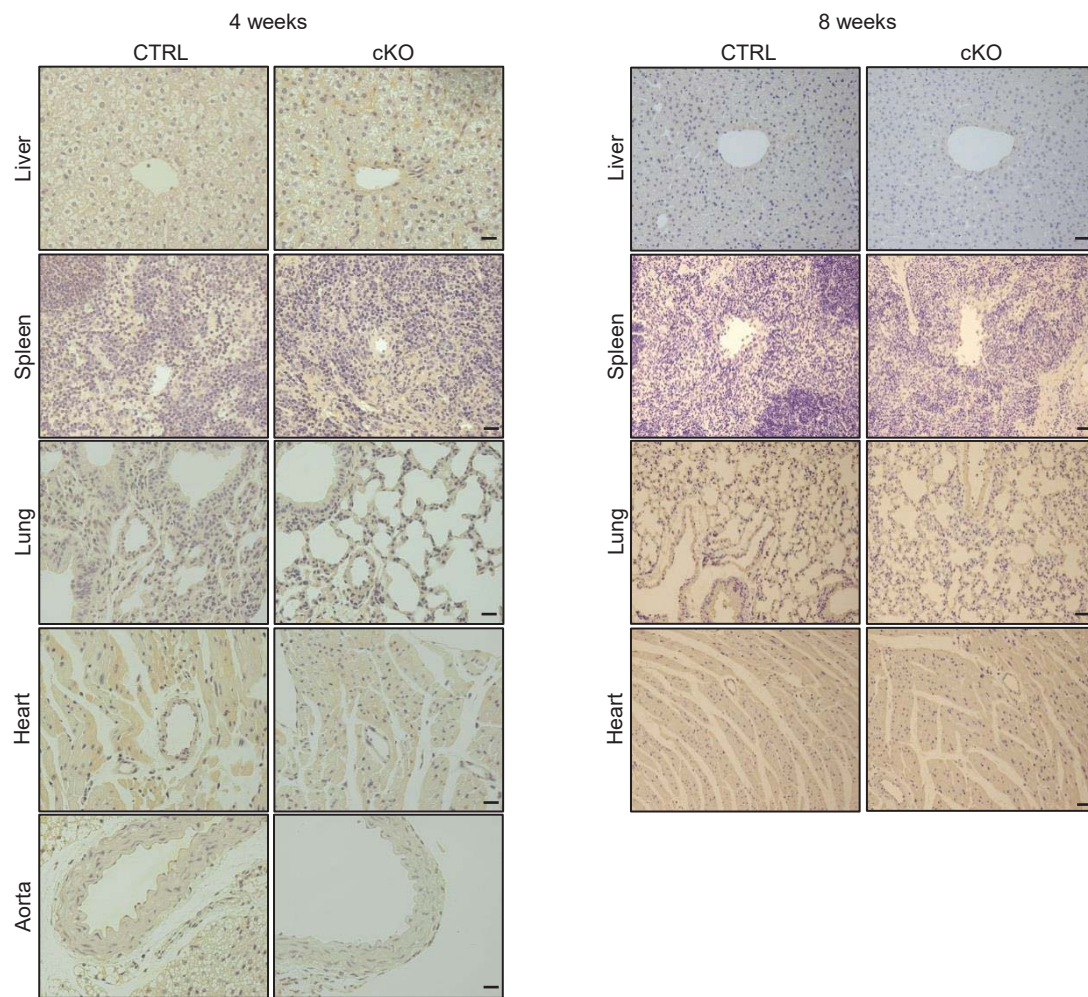 4 weeks
8 weeks
CTRL
cKO
CTRL
cKO
Liver
Liver
Spleen
Spleen
Lung
Lung
Heart
Heart
Aorta